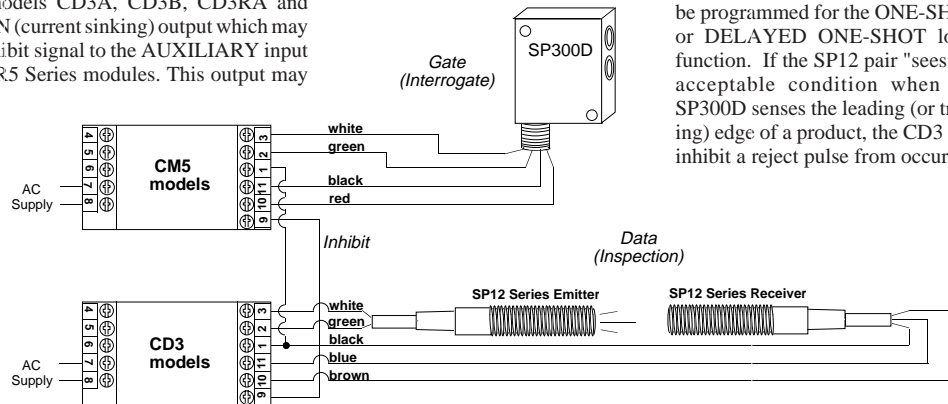 models CD3A, CD3B, CD3RA and
N (current sinking) output which may
ibit signal to the AUXILIARY input
R5 Series modules. This output may
be programmed for the ONE-SH
or DELAYED ONE-SHOT lo
function. If the SP12 pair "sees
acceptable condition when
SP300D senses the leading (or tr
ing) edge of a product, the CD3
inhibit a reject pulse from occur
Gate
(Interrogate)
SP300D
4
5
6
7
8
CM5
models
3
2
1
11
10
9
AC
Supply
white
green
black
red
Inhibit
Data
(Inspection)
SP12 Series Emitter
SP12 Series Receiver
4
5
6
7
8
CD3
models
3
2
1
11
10
9
AC
Supply
white
green
black
blue
brown